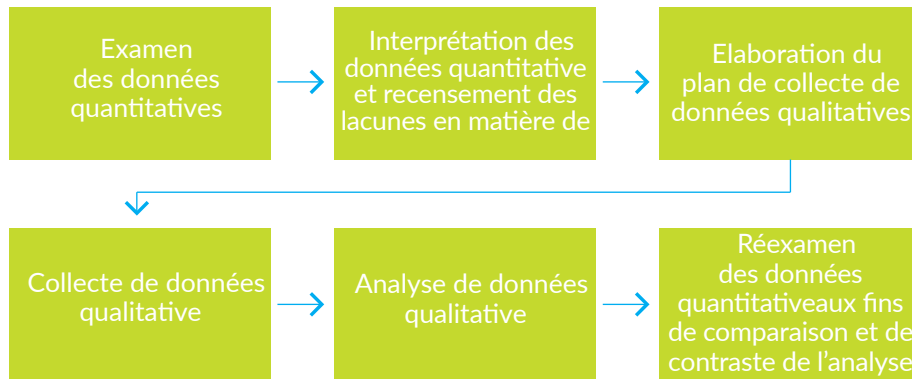 Examen
des données
quantitatives
Interprétation des
données quantitative
et recensement des
lacunes en matière de
Elaboration du
plan de collecte de
données qualitatives
Collecte de données
qualitative
Analyse de données
qualitative
Réexamen
des données
quantitativeaux fins
de comparaison et de
contraste de l’analyse